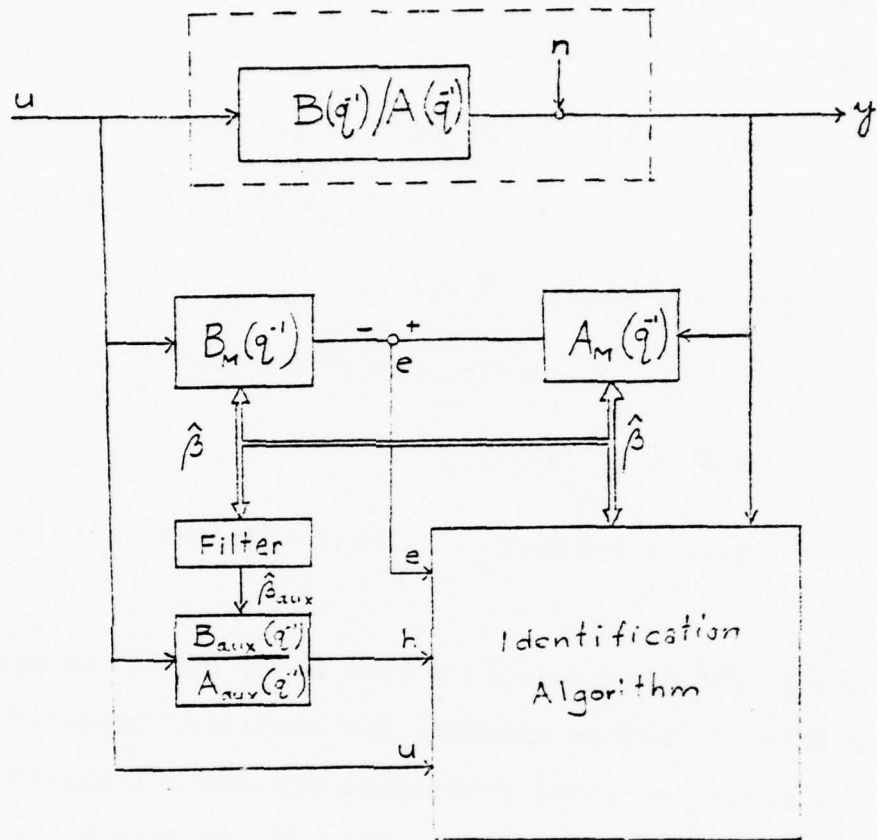 n
u
B(q⁻¹)/A(q⁻¹)
y
B_M(q⁻¹)
-
+
e
A_M(q⁻¹)
β̂
β̂
Filter
β̂_aux
e
B_aux(q⁻¹)
A_aux(q⁻¹)
h
Identification
Algorithm
u